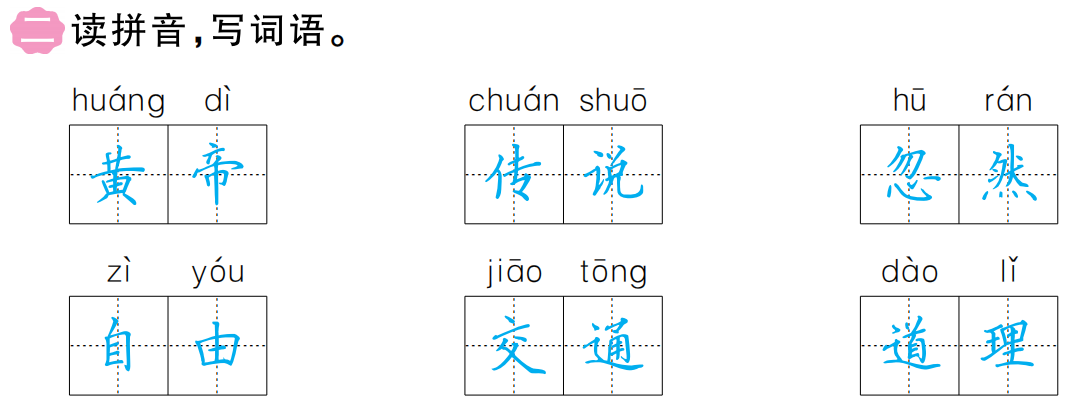 二 读拼音，写词语。
huáng dì chuán shuō hū rán
黄帝 传说 忽然
zì yóu jiāo tōng dào lǐ
自由 交通 道理